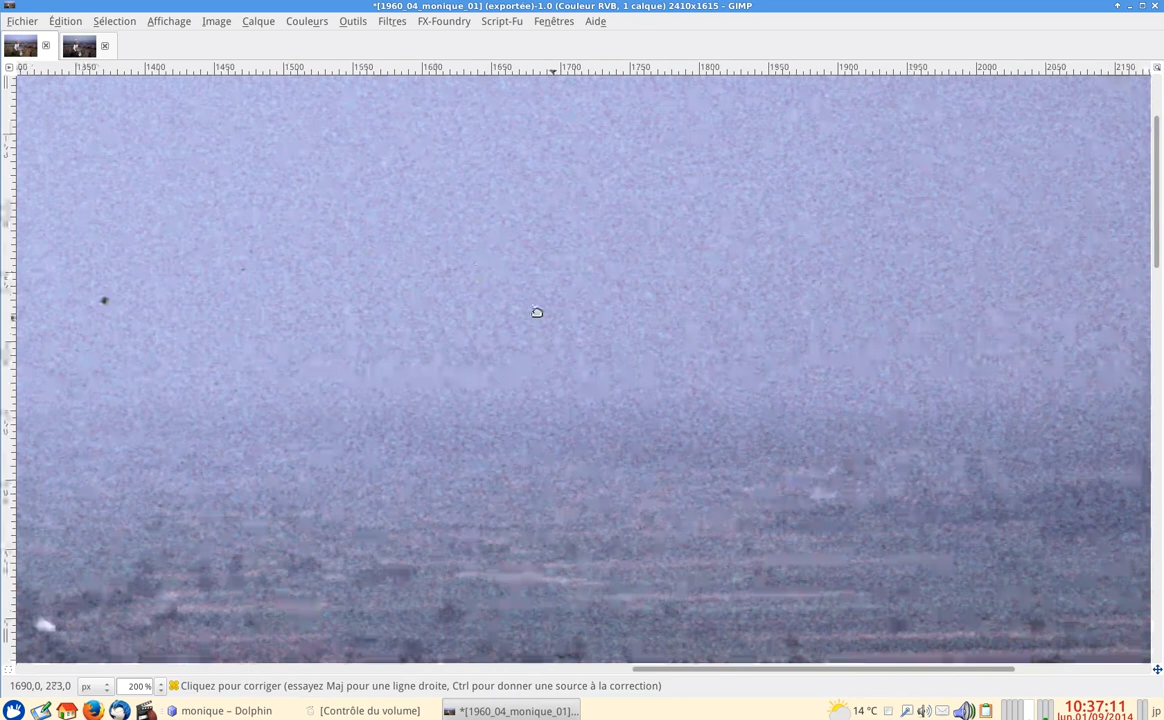 *[1960_04_monique_01] (exportée)-1.0 (Couleur RVB, 1 calque) 2410x1615 – GIMP
Fichier Édition Sélection Affichage Image Calque Couleurs Outils Filtres FX-Foundry Script-Fu Fenêtres Aide
1350 1400 1450 1500 1550 1600 1650 1700 1750 1800 1850 1900 1950 2000 2050 2100 2150
1690,0, 273,0 px 200 % Cliquez pour corriger (essayez Maj pour une ligne droite, Ctrl pour donner une source à la correction)
monique – Dolphin [Contrôle du volume] *[1960_04_monique_01]... 14 °C 10:37:11 jp
lun. 01/09/2014